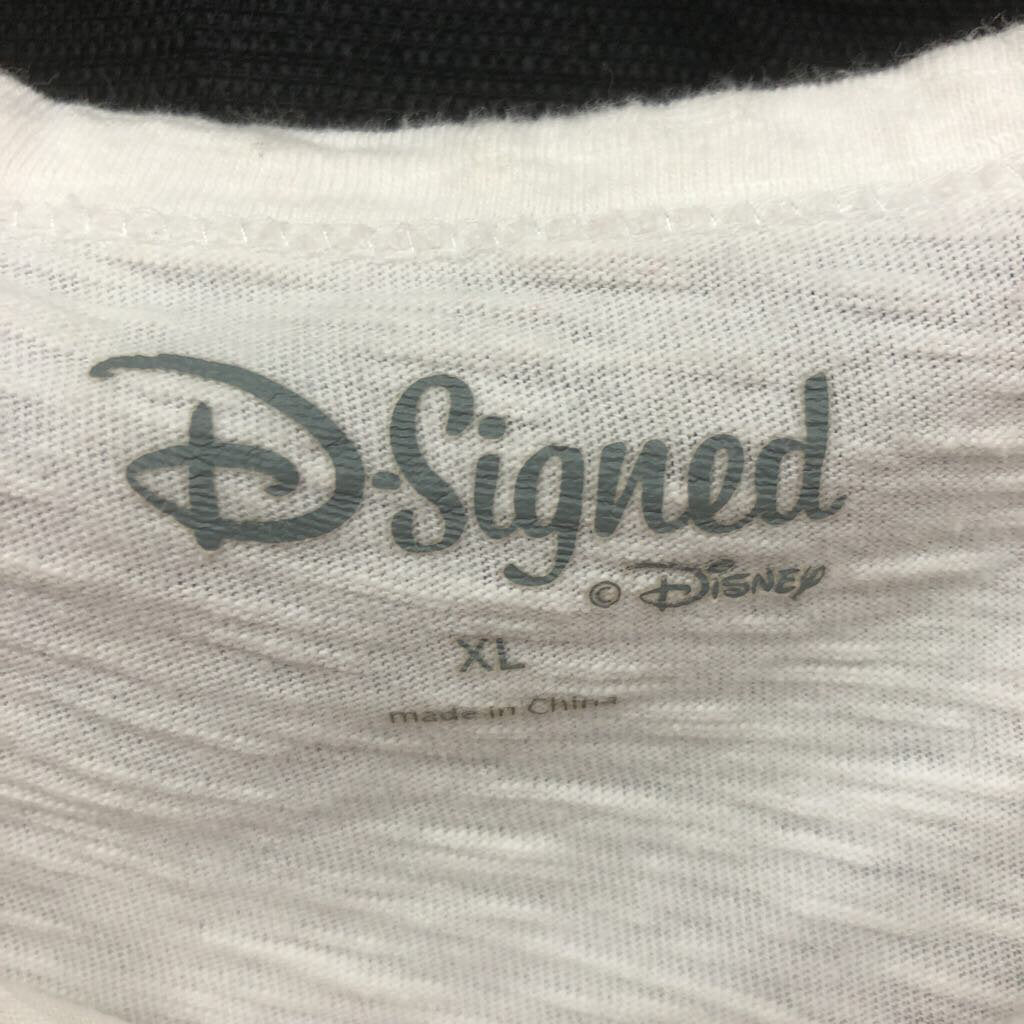 D-Signed
© Disney
XL
made in China